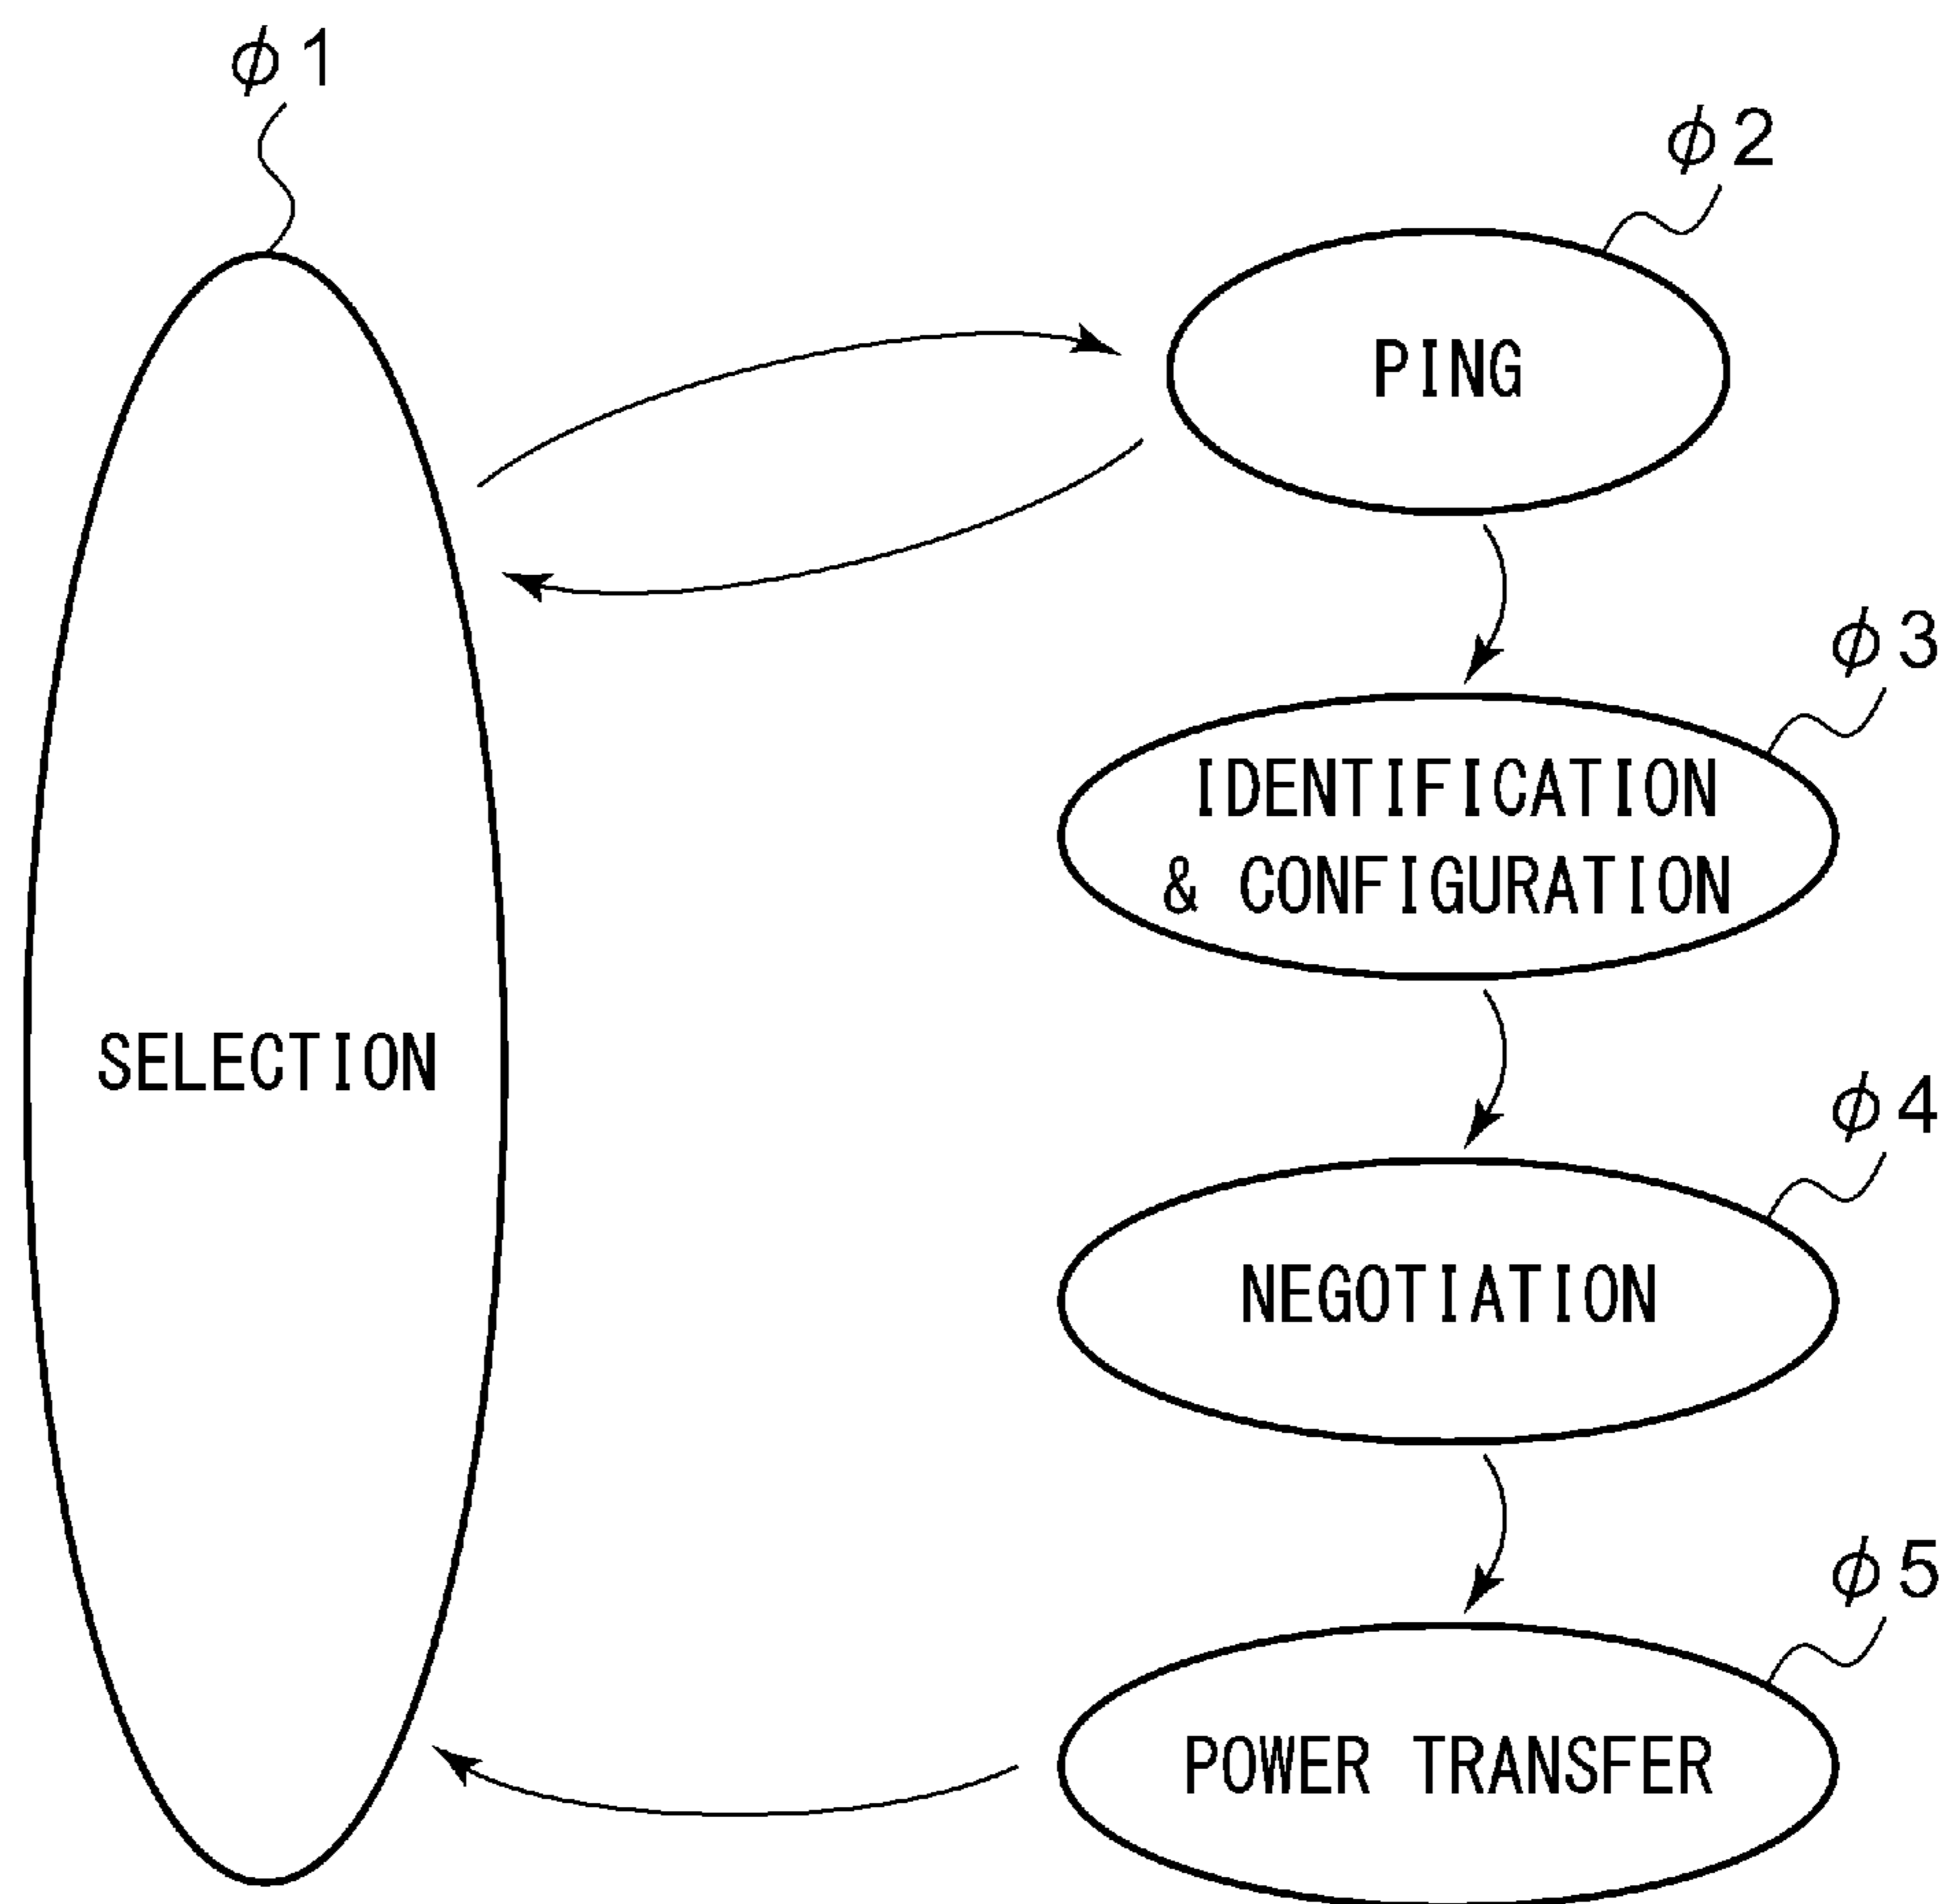 φ1
φ2
PING
φ3
IDENTIFICATION
& CONFIGURATION
φ4
SELECTION
NEGOTIATION
φ5
POWER TRANSFER